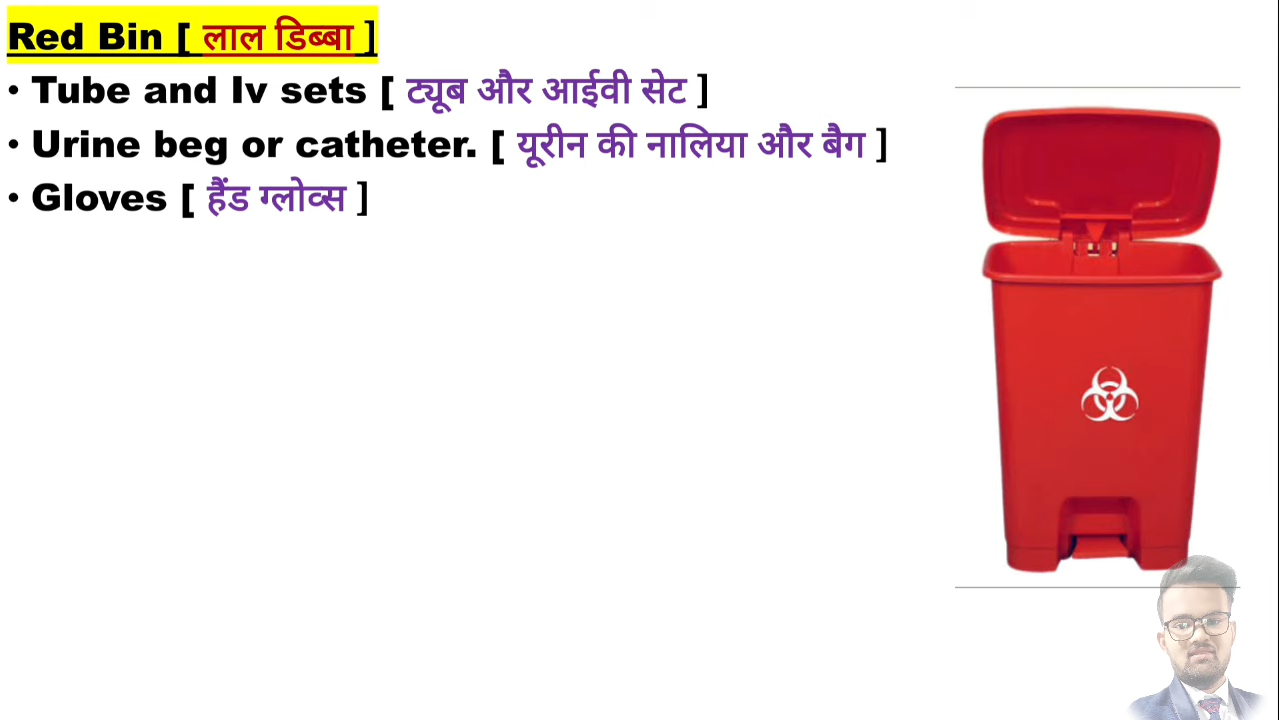 Red Bin [ लाल डिब्बा ]
• Tube and Iv sets [ ट्यूब और आईवी सेट ]
• Urine beg or catheter. [ यूरीन की नालिया और बैग ]
• Gloves [ हैंड ग्लोव्स ]